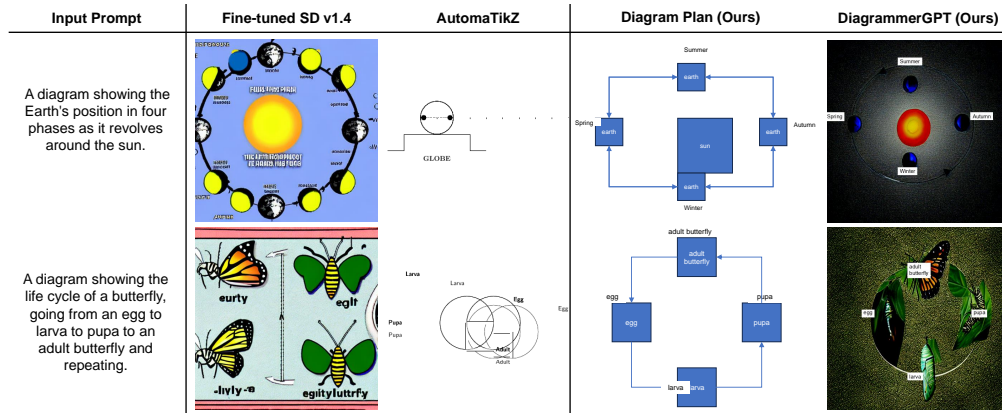 Input Prompt
Fine-tuned SD v1.4
AutomaTikZ
Diagram Plan (Ours)
DiagrammerGPT (Ours)
A diagram showing the
Earth's position in four
phases as it revolves
around the sun.
GLOBE
Summer
earth
Spring
earth
sun
earth
Autumn
earth
Winter
Summer
Spring
Autumn
Winter
A diagram showing the
life cycle of a butterfly,
going from an egg to
larva to pupa to an
adult butterfly and
repeating.
eurty
eglt
-livly-
egilty luttrfly
Larva
Larva
Egg
Egg
Pupa
Pupa
Adult
Adult
adult butterfly
adult
butterfly
egg
egg
pupa
pupa
larva
larva
adult
butterfly
egg
pupa
larva